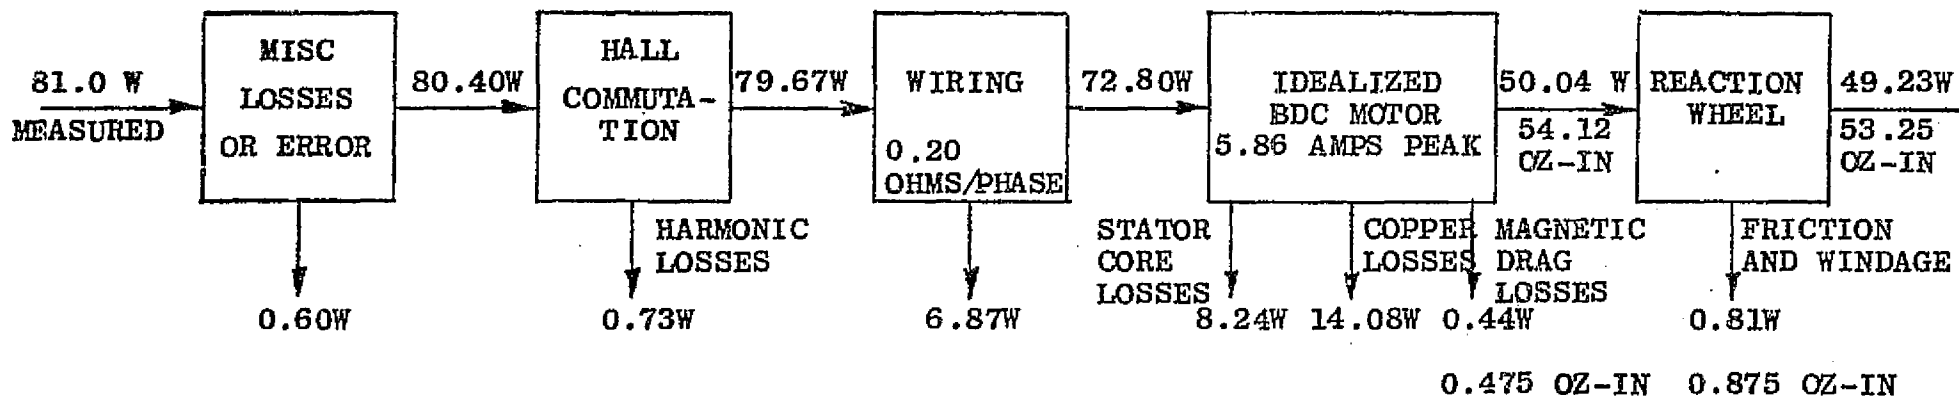 81.0 W
MEASURED
MISC
LOSSES
OR ERROR
0.60W
80.40W
HALL
COMMUTA-
TION
HARMONIC
LOSSES
0.73W
79.67W
WIRING
0.20
OHMS/PHASE
6.87W
72.80W
IDEALIZED
BDC MOTOR
5.86 AMPS PEAK
STATOR
CORE
LOSSES
8.24W
COPPER
LOSSES
14.08W
MAGNETIC
DRAG
LOSSES
0.44W
0.475 OZ-IN
50.04 W
54.12
OZ-IN
REACTION
WHEEL
FRICTION
AND WINDAGE
0.81W
0.875 OZ-IN
49.23W
53.25
OZ-IN